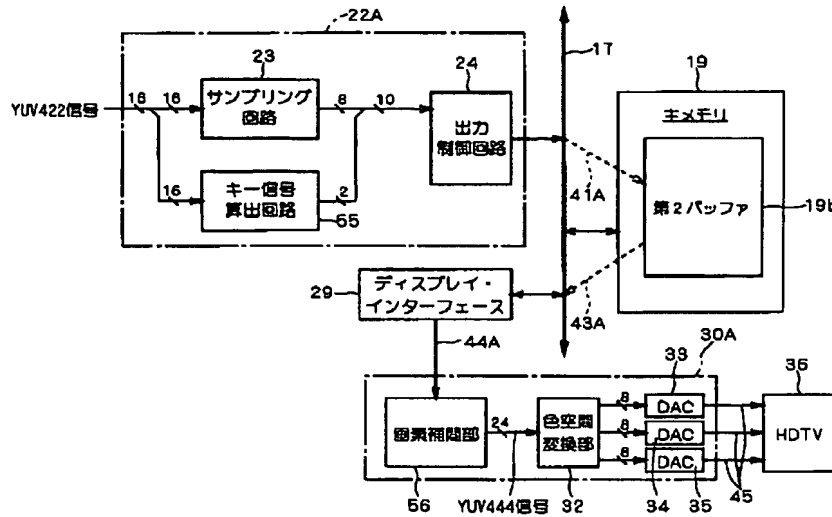 22A
17
23
24
19
YUV422信号
16
16
サンプリング
回路
8
10
出力
制御回路
主メモリ
16
キー信号
算出回路
2
55
41A
第2バッファ
19b
29
ディスプレイ・
インターフェース
43A
44A
30A
33
36
画素補間部
24
色空間
変換部
8
DAC
8
DAC
8
DAC
HDTV
56
YUV444信号
32
34
35
45